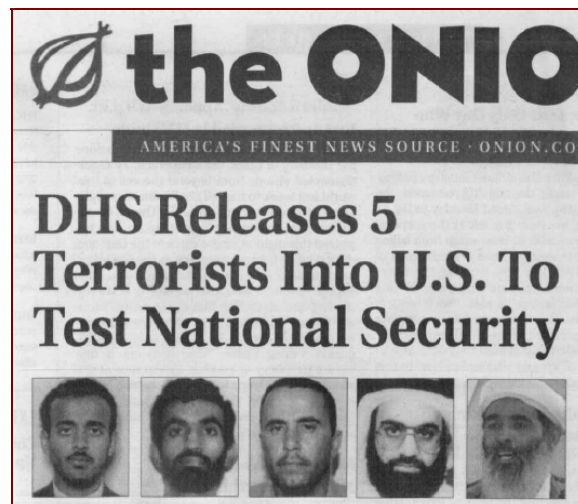 the ONIO
AMERICA'S FINEST NEWS SOURCE · ONION.CO
DHS Releases 5
Terrorists Into U.S. To
Test National Security